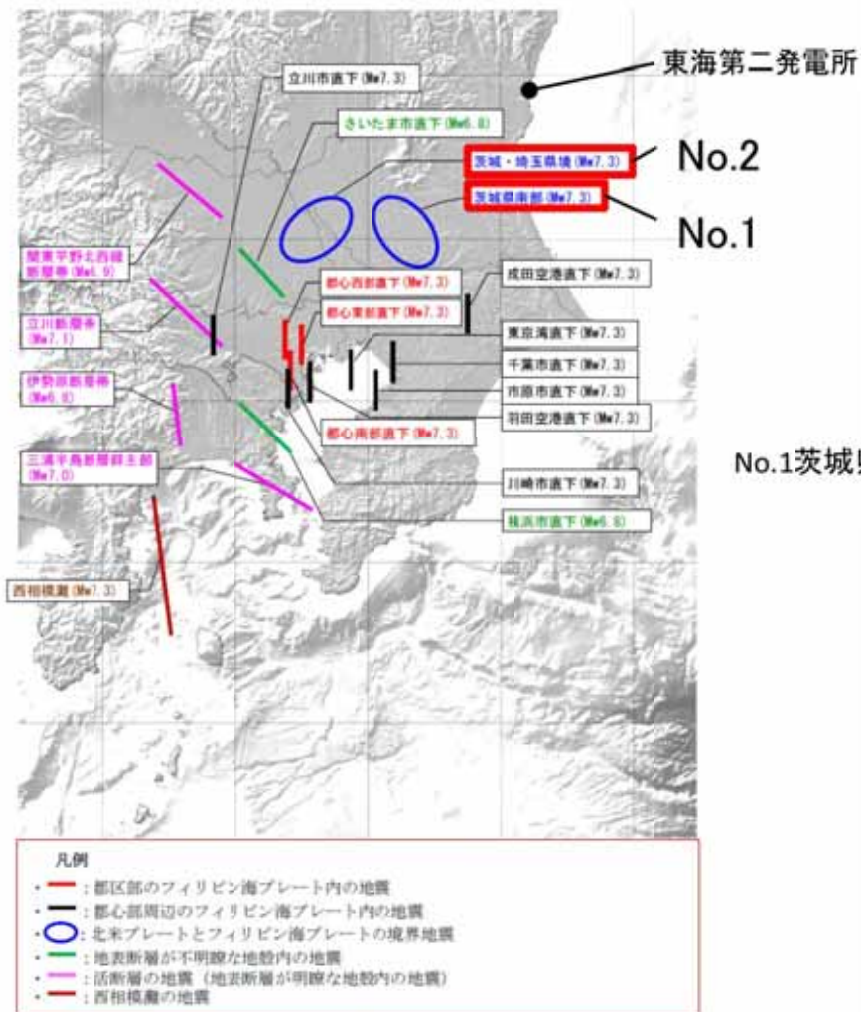 東海第二発電所
立川市直下(Mw7.3)
さいたま市直下(Mw6.8)
茨城・埼玉県境(Mw7.3)
No.2
茨城県南部(Mw7.3)
No.1
関東平野北西縁
断層帯(Mw6.9)
都心西部直下(Mw7.3)
成田空港直下(Mw7.3)
都心東部直下(Mw7.3)
立川断層帯
(Mw7.1)
東京湾直下(Mw7.3)
千葉市直下(Mw7.3)
伊勢原断層帯
(Mw6.8)
市原市直下(Mw7.3)
羽田空港直下(Mw7.3)
都心南部直下(Mw7.3)
三浦半島断層群主部
(Mw7.0)
No.1茨城
川崎市直下(Mw7.3)
横浜市直下(Mw6.8)
西相模灘(Mw7.3)
凡例
・ : 都区部のフィリピン海プレート内の地震
・ : 都心部周辺のフィリピン海プレート内の地震
・ : 北米プレートとフィリピン海プレートの境界地震
・ : 地表断層が不明瞭な地殻内の地震
・ : 活断層の地震(地表断層が明瞭な地殻内の地震)
・ : 西相模灘の地震